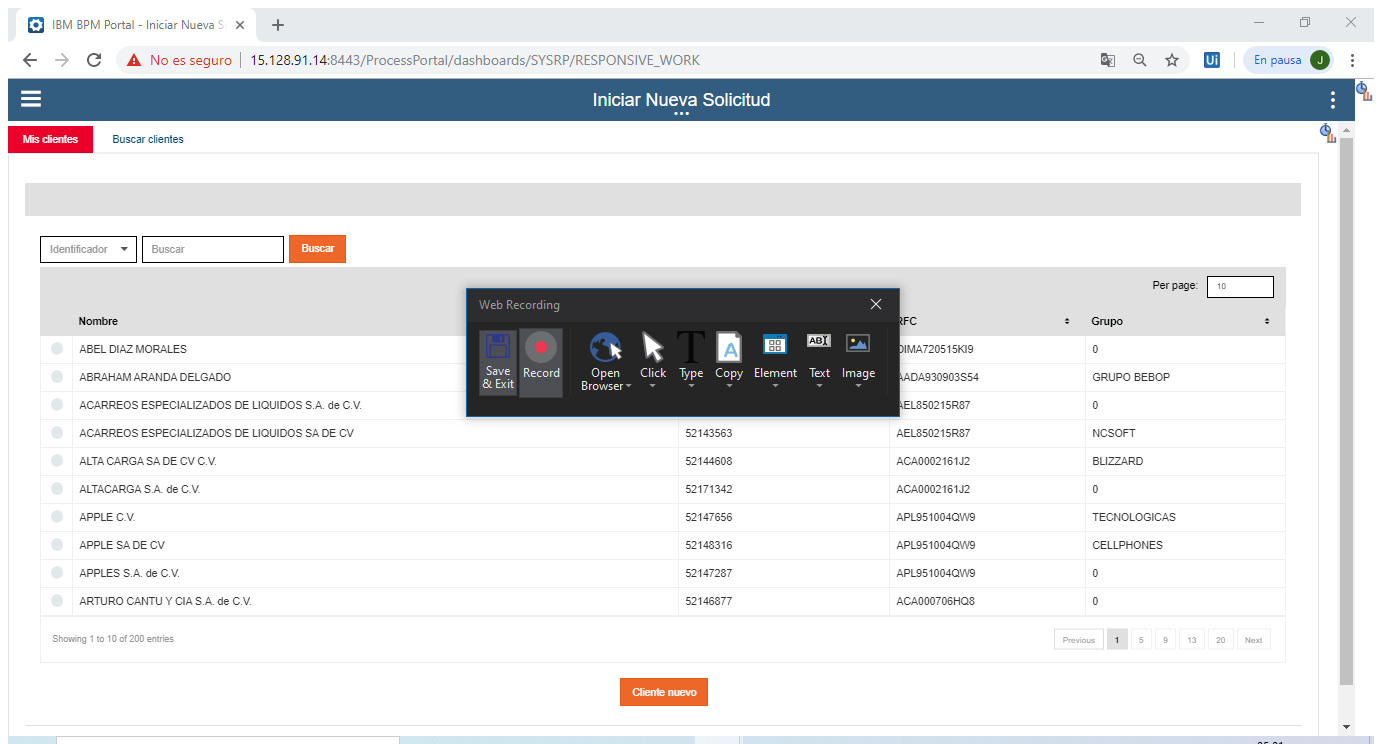 IBM BPM Portal - Iniciar Nueva S
No es seguro 15.128.91.14:8443/ProcessPortal/dashboards/SYSRP/RESPONSIVE_WORK
Ui
En pausa J
Iniciar Nueva Solicitud
Mis clientes Buscar clientes
Identificador Buscar Buscar
Per page: 10
Web Recording
Save & Exit
Record
Open Browser
Click
Type
Copy
Element
Text
Image
Nombre RFC Grupo
ABEL DIAZ MORALES DIMA720515KI9 0
ABRAHAM ARANDA DELGADO AADA930903S54 GRUPO BEBOP
ACARREOS ESPECIALIZADOS DE LIQUIDOS S.A. de C.V. AEL850215R87 0
ACARREOS ESPECIALIZADOS DE LIQUIDOS SA DE CV 52143563 AEL850215R87 NCSOFT
ALTA CARGA SA DE CV C.V. 52144608 ACA0002161J2 BLIZZARD
ALTACARGA S.A. de C.V. 52171342 ACA0002161J2 0
APPLE C.V. 52147656 APL951004QW9 TECNOLOGICAS
APPLE SA DE CV 52148316 APL951004QW9 CELLPHONES
APPLES S.A. de C.V. 52147287 APL951004QW9 0
ARTURO CANTU Y CIA S.A. de C.V. 52146877 ACA000706HQ8 0
Showing 1 to 10 of 200 entries Previous 1 5 9 13 20 Next
Cliente nuevo